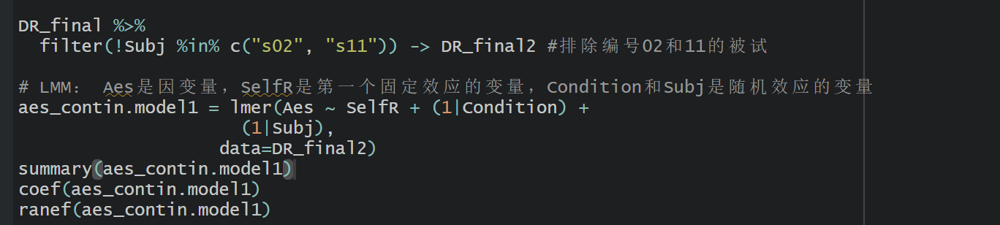 DR_final %>%
filter(!Subj %in% c("s02", "s11")) -> DR_final2 #排除编号02和11的被试
# LMM： Aes是因变量，SelfR是第一个固定效应的变量，Condition和Subj是随机效应的变量
aes_contin.model1 = lmer(Aes ~ SelfR + (1|Condition) +
(1|Subj),
data=DR_final2)
summary(aes_contin.model1)
coef(aes_contin.model1)
ranef(aes_contin.model1)